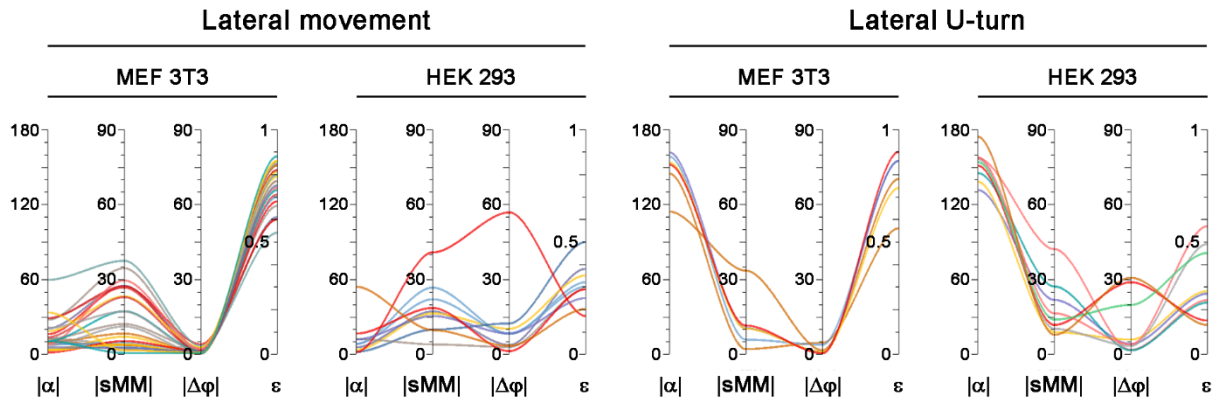 Lateral movement Lateral U-turn
MEF 3T3 HEK 293 MEF 3T3 HEK 293
180 90 90 1 180 90 90 1 180 90 90 1 180 90 90 1
120 60 60 120 60 60 120 60 60 120 60 60
0.5 0.5 0.5 0.5
60 30 30 60 30 30 60 30 30 60 30 30
0 0 0 0 0 0 0 0 0 0 0 0 0 0 0 0
|α| |sMM| |Δφ| ε |α| |sMM| |Δφ| ε |α| |sMM| |Δφ| ε |α| |sMM| |Δφ| ε